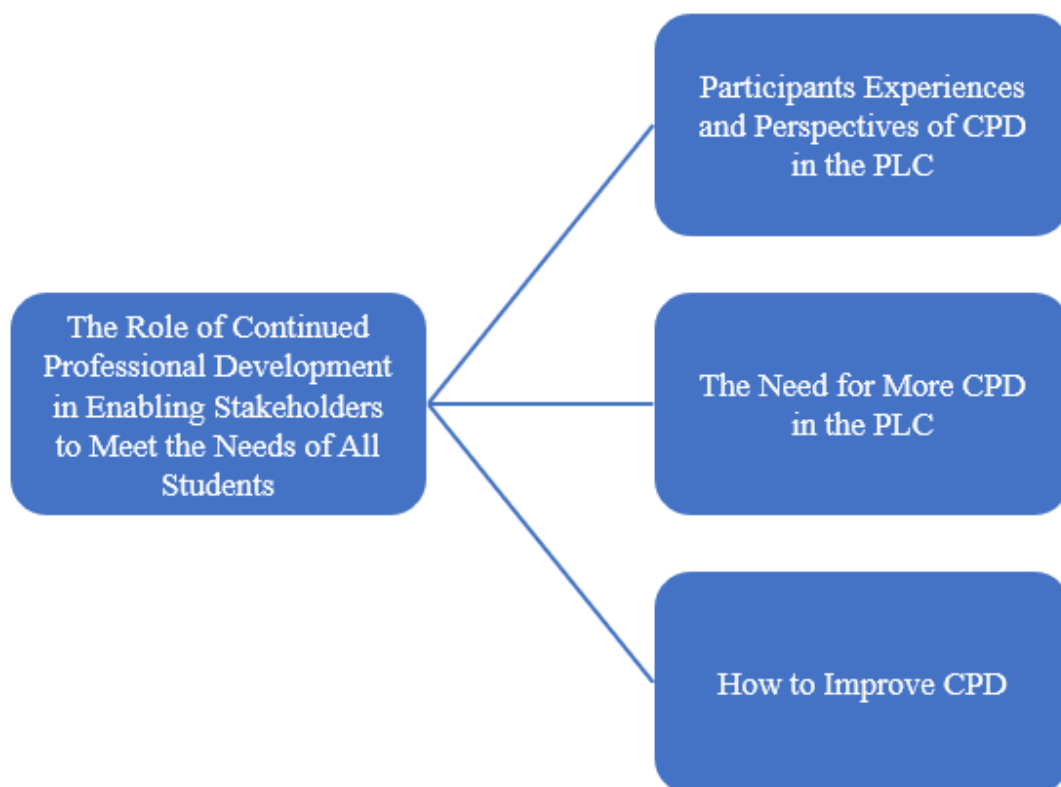 The Role of Continued
Professional Development
in Enabling Stakeholders
to Meet the Needs of All
Students
Participants Experiences
and Perspectives of CPD
in the PLC
The Need for More CPD
in the PLC
How to Improve CPD